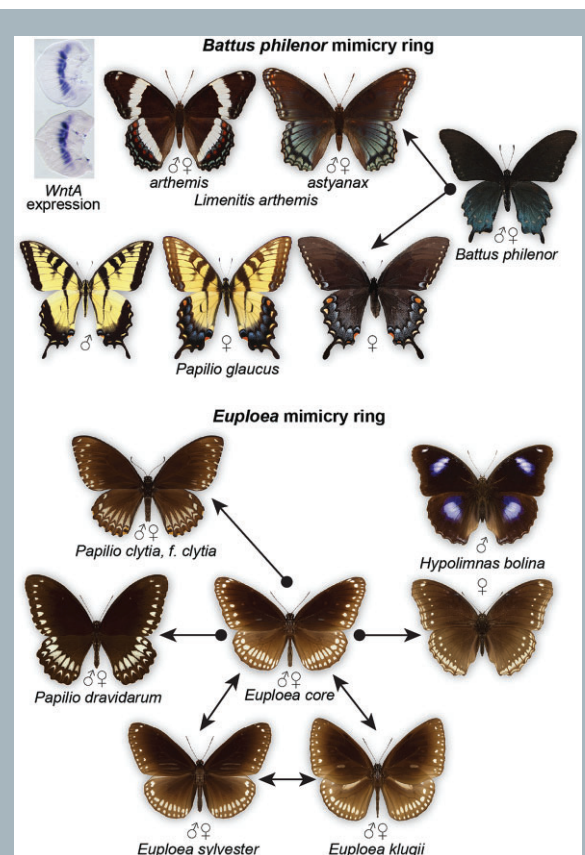 Battus philenor mimicry ring
WntA
expression
♂♀
arthemis
♂♀
astyanax
Limenitis arthemis
♂♀
Battus philenor
♂
♀
♀
Papilio glaucus
Euploea mimicry ring
♂♀
Papilio clytia, f. clytia
♂
Hypolimnas bolina
♀
♂♀
Papilio dravidarum
♂♀
Euploea core
♂♀
Euploea sylvester
♂♀
Euploea klugii